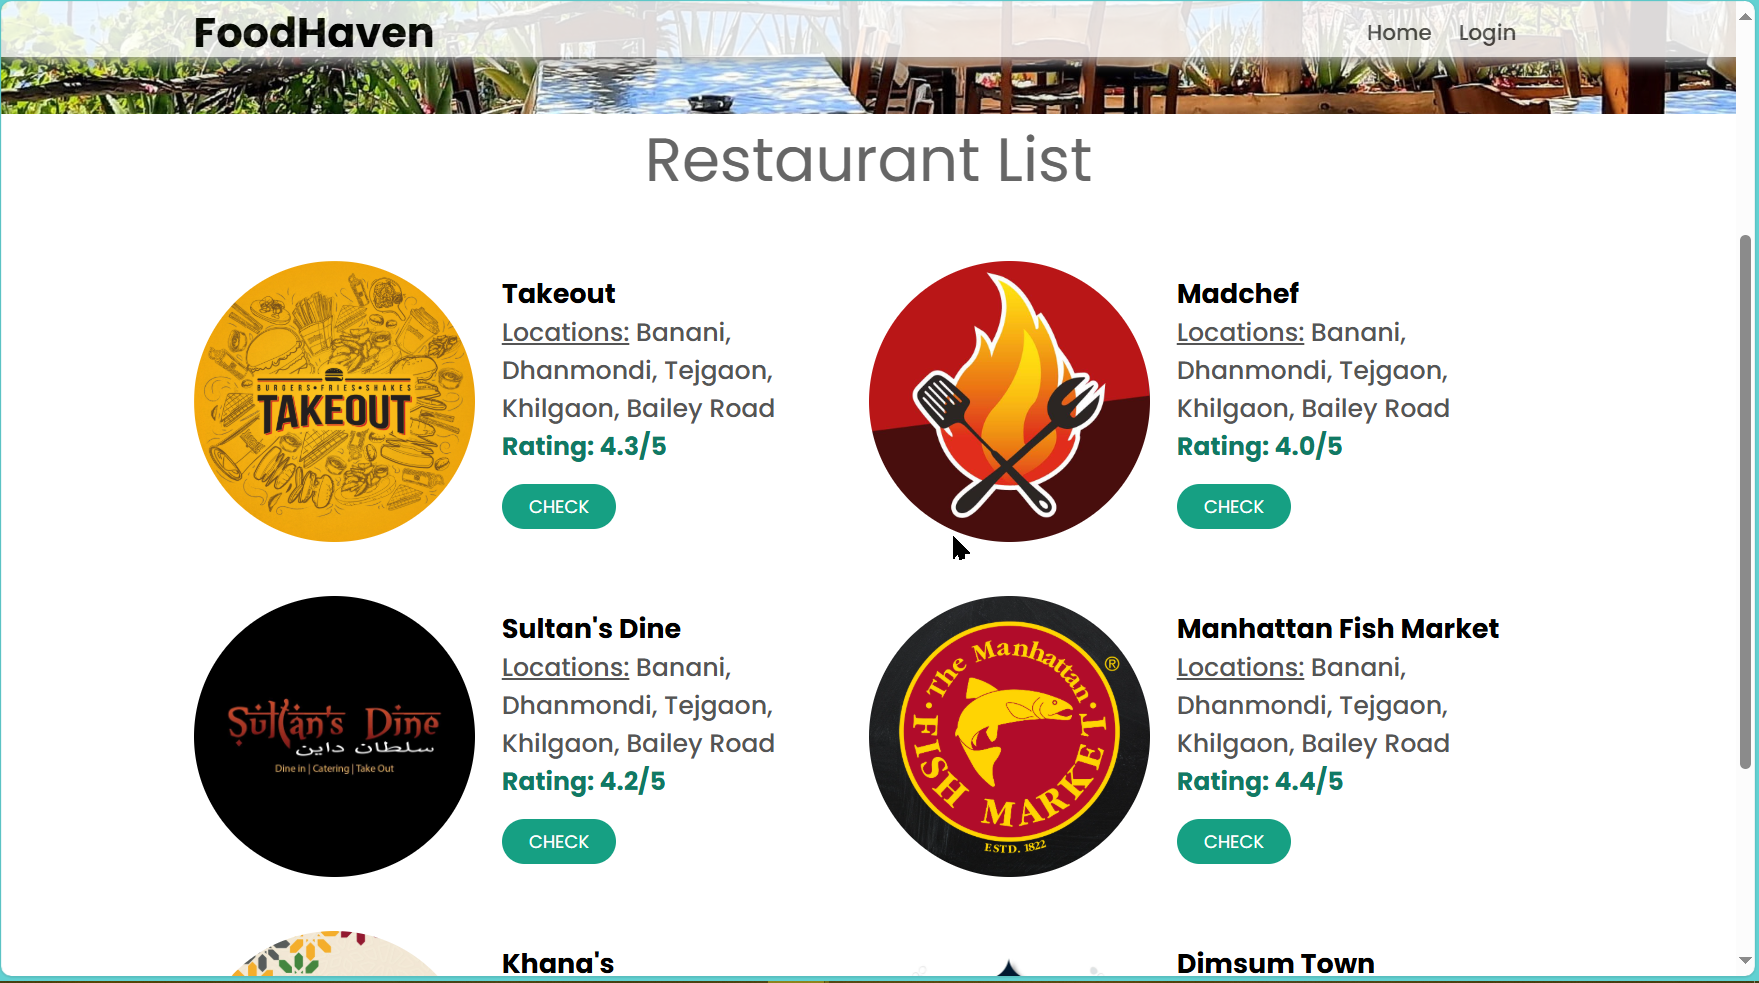 FoodHaven
Home Login
Restaurant List
BURGERS•FRIES•SHAKES
TAKEOUT
Takeout
Locations: Banani,
Dhanmondi, Tejgaon,
Khilgaon, Bailey Road
Rating: 4.3/5
CHECK
Madchef
Locations: Banani,
Dhanmondi, Tejgaon,
Khilgaon, Bailey Road
Rating: 4.0/5
CHECK
Sultan's Dine
سلطان داين
Dine in | Catering | Take Out
Sultan's Dine
Locations: Banani,
Dhanmondi, Tejgaon,
Khilgaon, Bailey Road
Rating: 4.2/5
CHECK
The Manhattan
FISH MARKET
®
ESTD. 1822
Manhattan Fish Market
Locations: Banani,
Dhanmondi, Tejgaon,
Khilgaon, Bailey Road
Rating: 4.4/5
CHECK
Khana's
Dimsum Town